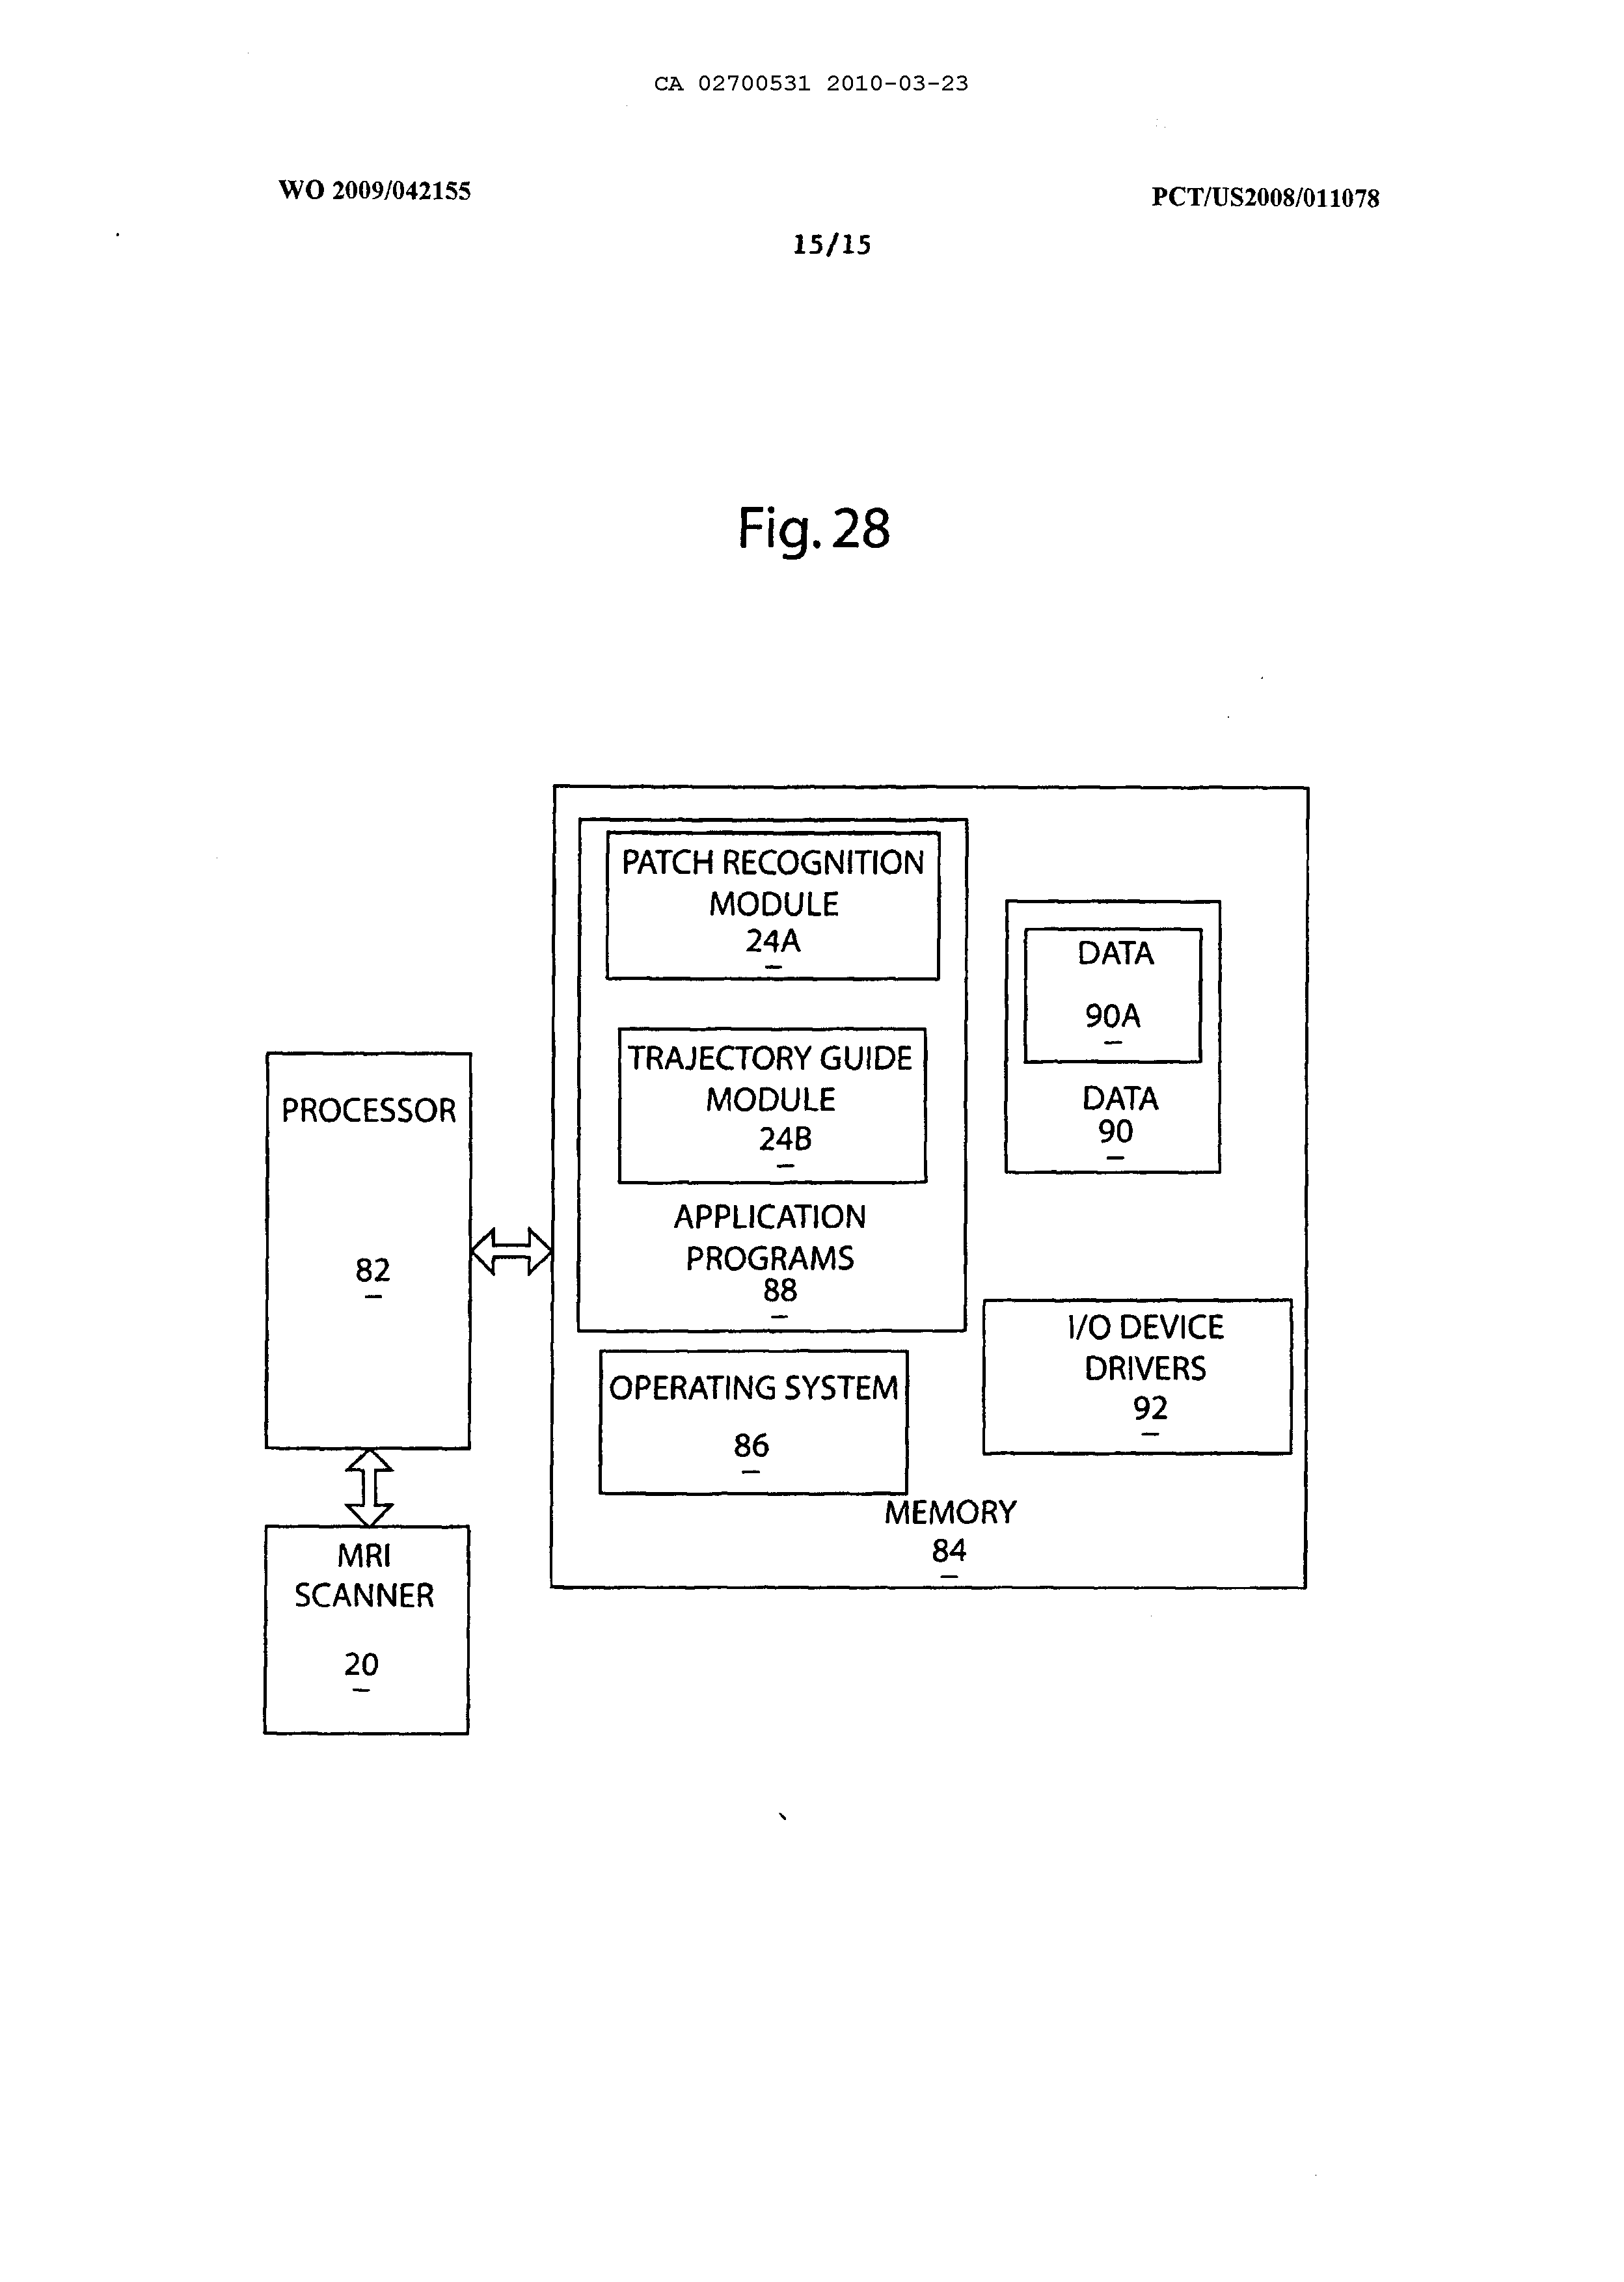 CA 02700531 2010-03-23
WO 2009/042155
PCT/US2008/011078
15/15
Fig. 28
PATCH RECOGNITION
MODULE
24A
TRAJECTORY GUIDE
MODULE
24B
APPLICATION
PROGRAMS
88
DATA
90A
DATA
90
PROCESSOR
82
I/O DEVICE
DRIVERS
92
OPERATING SYSTEM
86
MEMORY
84
MRI
SCANNER
20